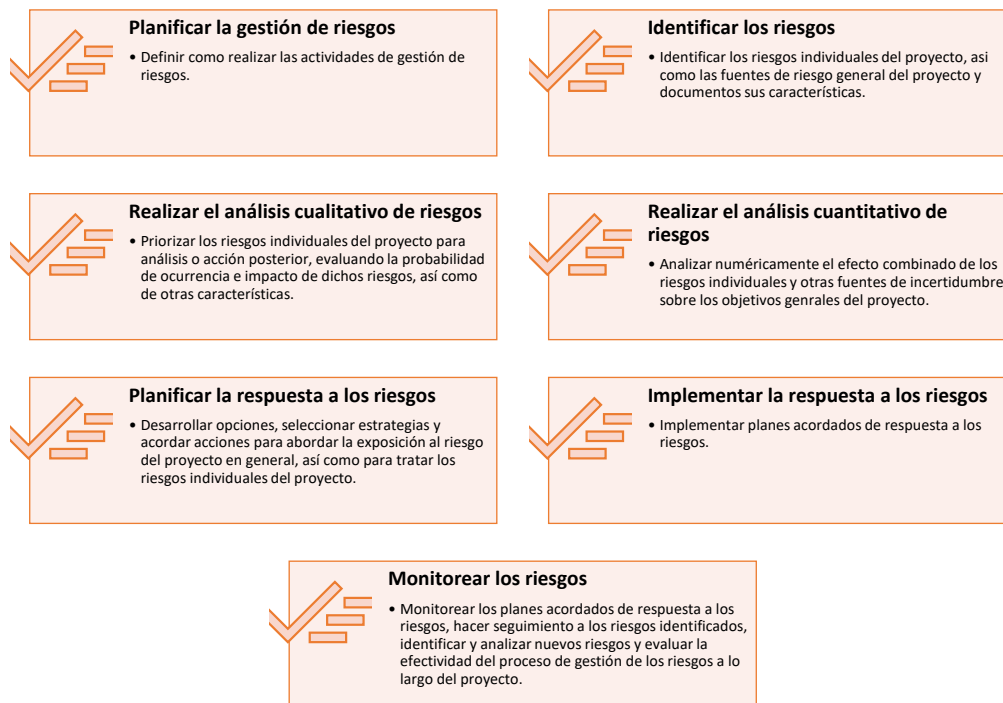 Planificar la gestión de riesgos
• Definir como realizar las actividades de gestión de
riesgos.
Identificar los riesgos
• Identificar los riesgos individuales del proyecto, asi
como las fuentes de riesgo general del proyecto y
documentos sus características.
Realizar el análisis cualitativo de riesgos
• Priorizar los riesgos individuales del proyecto para
análisis o acción posterior, evaluando la probabilidad
de ocurrencia e impacto de dichos riesgos, así como
de otras características.
Realizar el análisis cuantitativo de
riesgos
• Analizar numéricamente el efecto combinado de los
riesgos individuales y otras fuentes de incertidumbre
sobre los objetivos genrales del proyecto.
Planificar la respuesta a los riesgos
• Desarrollar opciones, seleccionar estrategias y
acordar acciones para abordar la exposición al riesgo
del proyecto en general, así como para tratar los
riesgos individuales del proyecto.
Implementar la respuesta a los riesgos
• Implementar planes acordados de respuesta a los
riesgos.
Monitorear los riesgos
• Monitorear los planes acordados de respuesta a los
riesgos, hacer seguimiento a los riesgos identificados,
identificar y analizar nuevos riesgos y evaluar la
efectividad del proceso de gestión de los riesgos a lo
largo del proyecto.